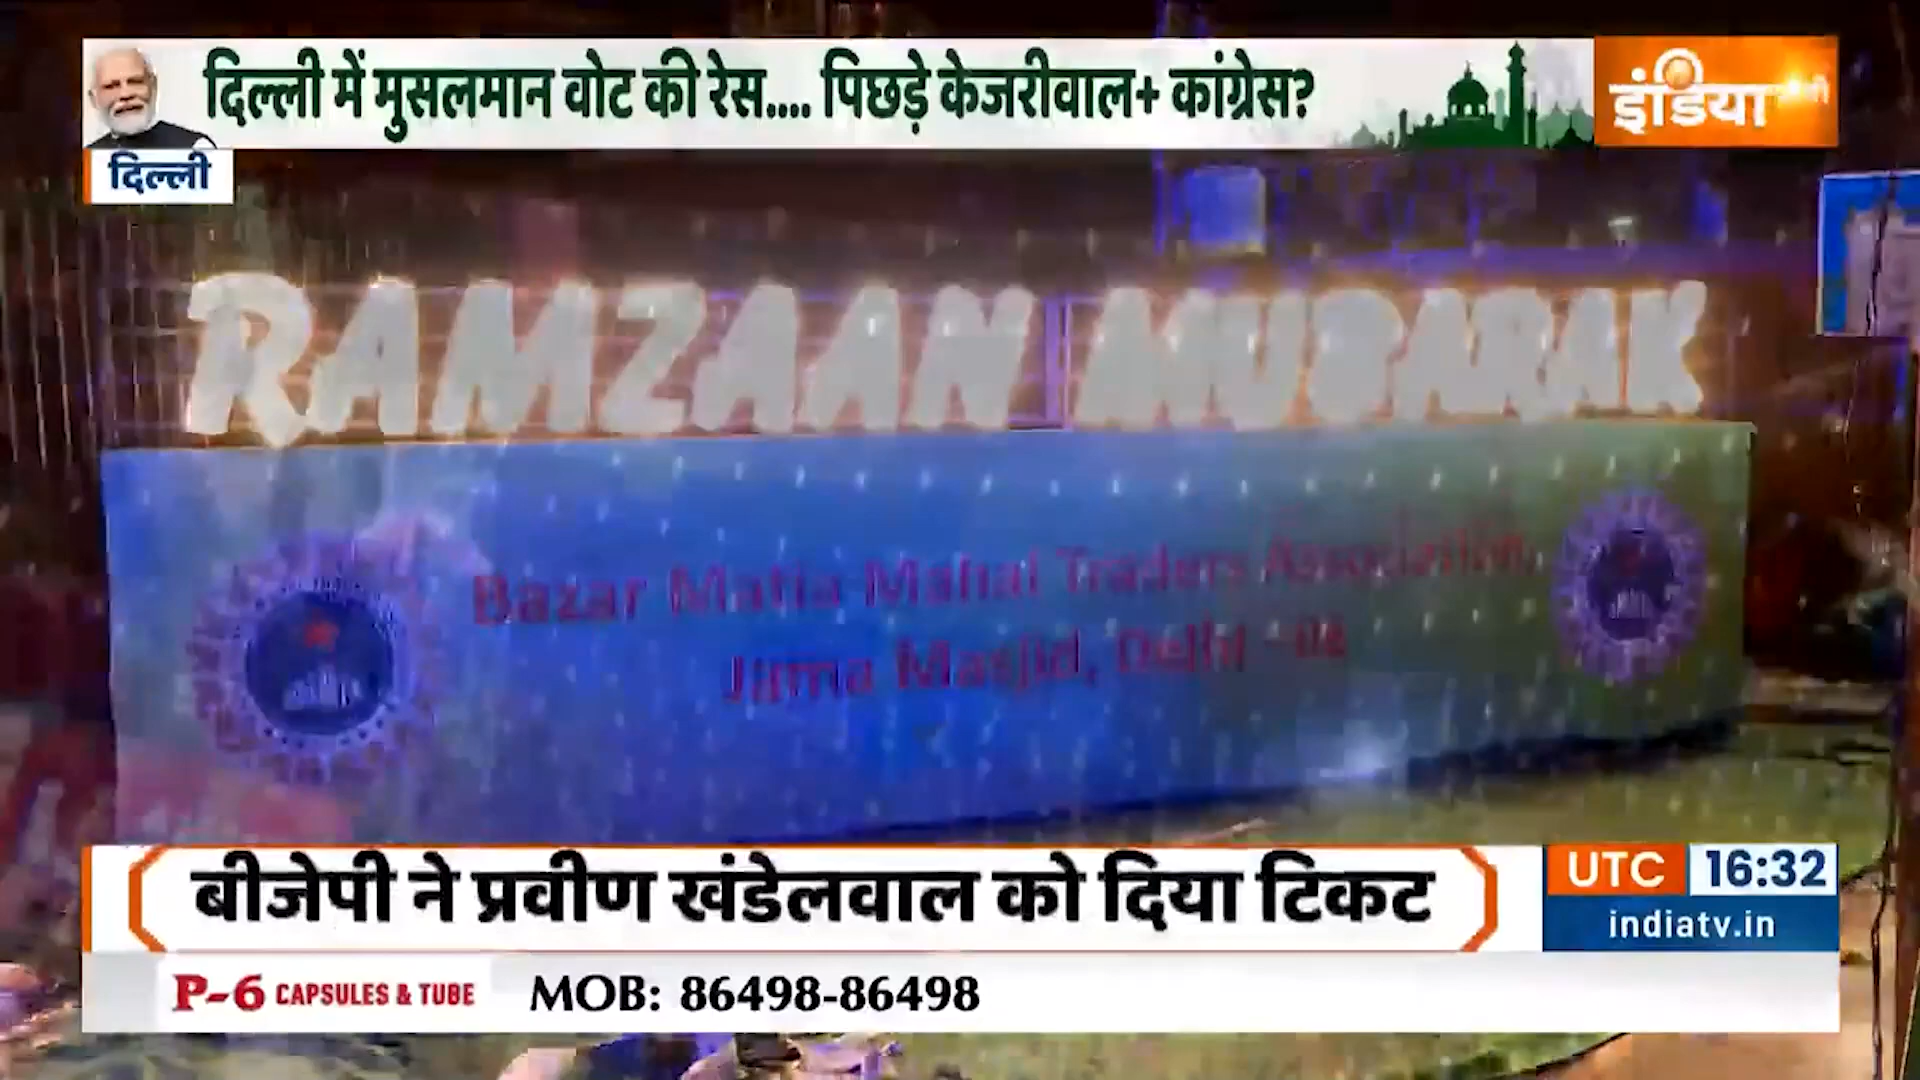 दिल्ली में मुसलमान वोट की रेस.... पिछड़े केजरीवाल+ कांग्रेस?
इंडिया
दिल्ली
RAMZAAN MUBARAK
Bazar Matia Mahal Traders Association,
Jama Masjid, Delhi
बीजेपी ने प्रवीण खंडेलवाल को दिया टिकट
UTC 16:32
indiatv.in
P-6 CAPSULES & TUBE MOB: 86498-86498